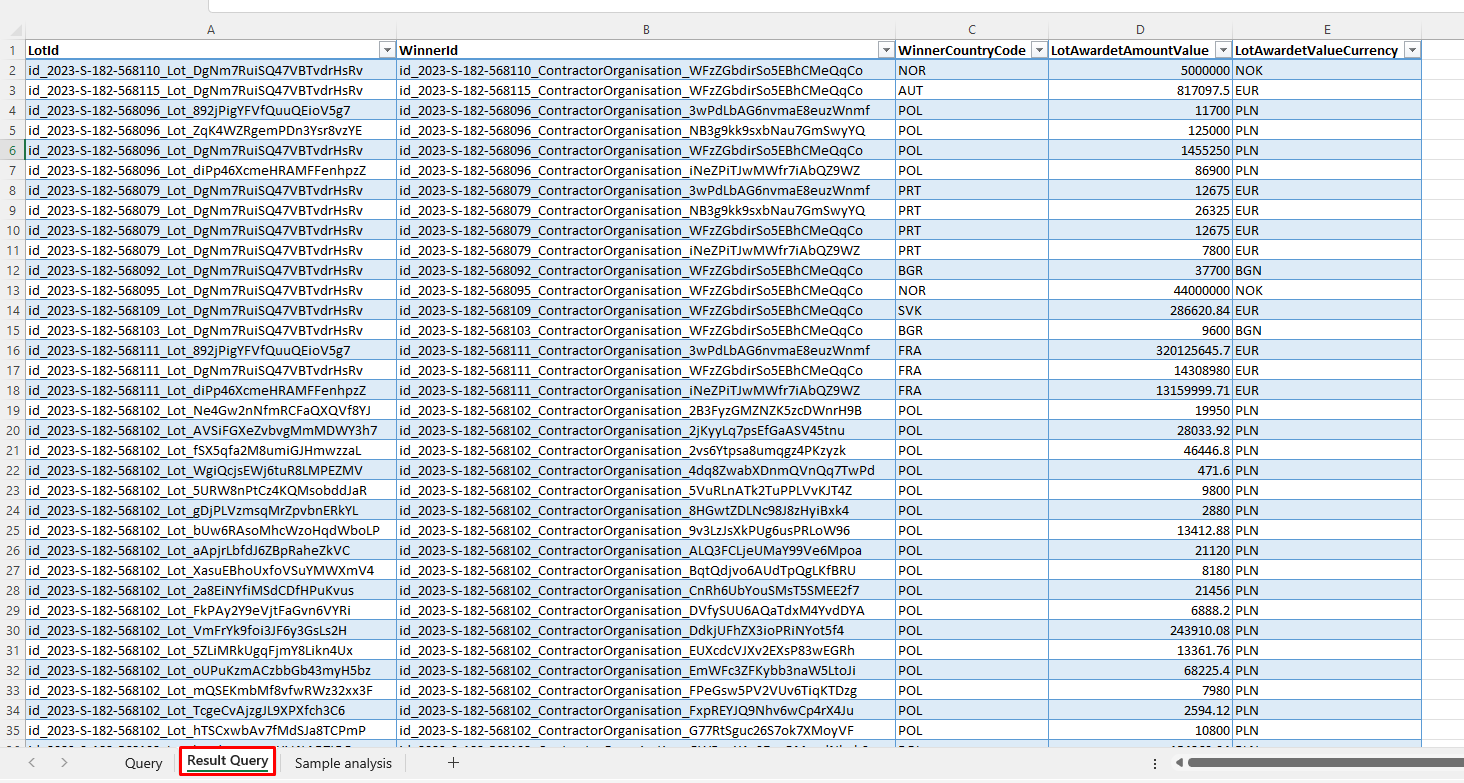 A B C D E
1 LotId WinnerId WinnerCountryCode LotAwardetAmountValue LotAwardetValueCurrency
2 id_2023-S-182-568110_Lot_DgNm7RuiSQ47VBTvdrHsRv id_2023-S-182-568110_ContractorOrganisation_WFzZGbdirSo5EBhCMeQqCo NOR 5000000 NOK
3 id_2023-S-182-568115_Lot_DgNm7RuiSQ47VBTvdrHsRv id_2023-S-182-568115_ContractorOrganisation_WFzZGbdirSo5EBhCMeQqCo AUT 817097.5 EUR
4 id_2023-S-182-568096_Lot_892jPigYFVfQuuQEioV5g7 id_2023-S-182-568096_ContractorOrganisation_3wPdLbAG6nvmaE8euzWnmf POL 11700 PLN
5 id_2023-S-182-568096_Lot_ZqK4WZRgemPDn3Ysr8vzYE id_2023-S-182-568096_ContractorOrganisation_NB3g9kk9sxbNau7GmSwyYQ POL 125000 PLN
6 id_2023-S-182-568096_Lot_DgNm7RuiSQ47VBTvdrHsRv id_2023-S-182-568096_ContractorOrganisation_WFzZGbdirSo5EBhCMeQqCo POL 1455250 PLN
7 id_2023-S-182-568096_Lot_diPp46XcmeHRAMFFenhpzZ id_2023-S-182-568096_ContractorOrganisation_iNeZPiTJwMWfr7iAbQZ9WZ POL 86900 PLN
8 id_2023-S-182-568079_Lot_DgNm7RuiSQ47VBTvdrHsRv id_2023-S-182-568079_ContractorOrganisation_3wPdLbAG6nvmaE8euzWnmf PRT 12675 EUR
9 id_2023-S-182-568079_Lot_DgNm7RuiSQ47VBTvdrHsRv id_2023-S-182-568079_ContractorOrganisation_NB3g9kk9sxbNau7GmSwyYQ PRT 26325 EUR
10 id_2023-S-182-568079_Lot_DgNm7RuiSQ47VBTvdrHsRv id_2023-S-182-568079_ContractorOrganisation_WFzZGbdirSo5EBhCMeQqCo PRT 12675 EUR
11 id_2023-S-182-568079_Lot_DgNm7RuiSQ47VBTvdrHsRv id_2023-S-182-568079_ContractorOrganisation_iNeZPiTJwMWfr7iAbQZ9WZ PRT 7800 EUR
12 id_2023-S-182-568092_Lot_DgNm7RuiSQ47VBTvdrHsRv id_2023-S-182-568092_ContractorOrganisation_WFzZGbdirSo5EBhCMeQqCo BGR 37700 BGN
13 id_2023-S-182-568095_Lot_DgNm7RuiSQ47VBTvdrHsRv id_2023-S-182-568095_ContractorOrganisation_WFzZGbdirSo5EBhCMeQqCo NOR 44000000 NOK
14 id_2023-S-182-568109_Lot_DgNm7RuiSQ47VBTvdrHsRv id_2023-S-182-568109_ContractorOrganisation_WFzZGbdirSo5EBhCMeQqCo SVK 286620.84 EUR
15 id_2023-S-182-568103_Lot_DgNm7RuiSQ47VBTvdrHsRv id_2023-S-182-568103_ContractorOrganisation_WFzZGbdirSo5EBhCMeQqCo BGR 9600 BGN
16 id_2023-S-182-568111_Lot_892jPigYFVfQuuQEioV5g7 id_2023-S-182-568111_ContractorOrganisation_3wPdLbAG6nvmaE8euzWnmf FRA 320125645.7 EUR
17 id_2023-S-182-568111_Lot_DgNm7RuiSQ47VBTvdrHsRv id_2023-S-182-568111_ContractorOrganisation_WFzZGbdirSo5EBhCMeQqCo FRA 14308980 EUR
18 id_2023-S-182-568111_Lot_diPp46XcmeHRAMFFenhpzZ id_2023-S-182-568111_ContractorOrganisation_iNeZPiTJwMWfr7iAbQZ9WZ FRA 13159999.71 EUR
19 id_2023-S-182-568102_Lot_Ne4Gw2nNfmRCFaQXQVf8YJ id_2023-S-182-568102_ContractorOrganisation_2B3FyzGMZNZK5zcDWnrH9B POL 19950 PLN
20 id_2023-S-182-568102_Lot_AVSiFGXeZvbvgMmMDWY3h7 id_2023-S-182-568102_ContractorOrganisation_2jKyyLq7psEfGaASV45tnu POL 28033.92 PLN
21 id_2023-S-182-568102_Lot_fSX5qfa2M8umiGJHmwzzaL id_2023-S-182-568102_ContractorOrganisation_2vs6Ytpsa8umqgz4PKzyzk POL 46446.8 PLN
22 id_2023-S-182-568102_Lot_WgiQcjsEWj6tuR8LMPEZMV id_2023-S-182-568102_ContractorOrganisation_4dq8ZwabXDnmQVnQq7TwPd POL 471.6 PLN
23 id_2023-S-182-568102_Lot_5URW8nPtCz4KQMsobddJaR id_2023-S-182-568102_ContractorOrganisation_5VuRLnATk2TuPPLVvKJT4Z POL 9800 PLN
24 id_2023-S-182-568102_Lot_gDjPLVzmsqMrZpvbnERkYL id_2023-S-182-568102_ContractorOrganisation_8HGwtZDLNc98J8zHyiBxk4 POL 2880 PLN
25 id_2023-S-182-568102_Lot_bUw6RAsoMhcWzoHqdWboLP id_2023-S-182-568102_ContractorOrganisation_9v3LzJsXkPUg6usPRLoW96 POL 13412.88 PLN
26 id_2023-S-182-568102_Lot_aApjrLbfdJ6ZBpRaheZkVC id_2023-S-182-568102_ContractorOrganisation_ALQ3FCLjeUMaY99Ve6Mpoa POL 21120 PLN
27 id_2023-S-182-568102_Lot_XasuEBhoUxfoVSuYMWXmV4 id_2023-S-182-568102_ContractorOrganisation_BqtQdjvo6AUdTpQgLKfBRU POL 8180 PLN
28 id_2023-S-182-568102_Lot_2a8EiNYfiMSdCDfHPuKvus id_2023-S-182-568102_ContractorOrganisation_CnRh6UbYouSMsT5SMEE2f7 POL 21456 PLN
29 id_2023-S-182-568102_Lot_FkPAy2Y9eVjtFaGvn6VYRi id_2023-S-182-568102_ContractorOrganisation_DVfySUU6AQaTdxM4YvdDYA POL 6888.2 PLN
30 id_2023-S-182-568102_Lot_VmFrYk9foi3JF6y3GsLs2H id_2023-S-182-568102_ContractorOrganisation_DdkjUFhZX3ioPRiNYot5f4 POL 243910.08 PLN
31 id_2023-S-182-568102_Lot_5ZLiMRkUgqFjmY8Likn4Ux id_2023-S-182-568102_ContractorOrganisation_EUXcdcVJXv2EXsP83wEGRh POL 13361.76 PLN
32 id_2023-S-182-568102_Lot_oUPuKzmACzbbGb43myH5bz id_2023-S-182-568102_ContractorOrganisation_EmWFc3ZFKybb3naW5LtoJi POL 68225.4 PLN
33 id_2023-S-182-568102_Lot_mQSEKmbMf8vfwRWz32xx3F id_2023-S-182-568102_ContractorOrganisation_FPeGsw5PV2VUv6TiqKTDzg POL 7980 PLN
34 id_2023-S-182-568102_Lot_TcgeCvAjzgJL9XPXfch3C6 id_2023-S-182-568102_ContractorOrganisation_FxpREYJQ9Nhv6wCp4rX4Ju POL 2594.12 PLN
35 id_2023-S-182-568102_Lot_hTSCxwbAv7fMdSJa8TCPmP id_2023-S-182-568102_ContractorOrganisation_G77RtSguc26S7ok7XMoyVF POL 10800 PLN
Query Result Query Sample analysis